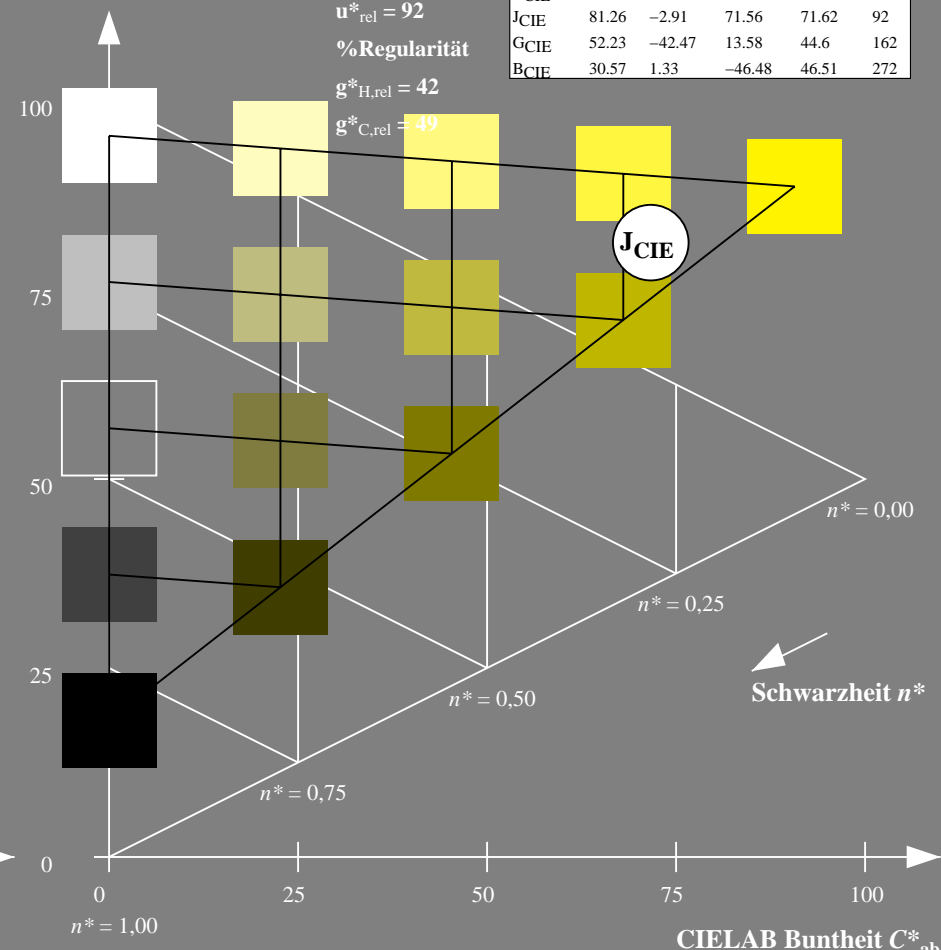 u*rel = 92
%Regularität
g*H,rel = 42
g*C,rel = 49
CIE
JCIE 81.26 −2.91 71.56 71.62 92
GCIE 52.23 −42.47 13.58 44.6 162
BCIE 30.57 1.33 −46.48 46.51 272
100
75
50
25
0
JCIE
n* = 0,00
n* = 0,25
Schwarzheit n*
n* = 0,50
n* = 0,75
0 25 50 75 100
n* = 1,00
CIELAB Buntheit C*ab